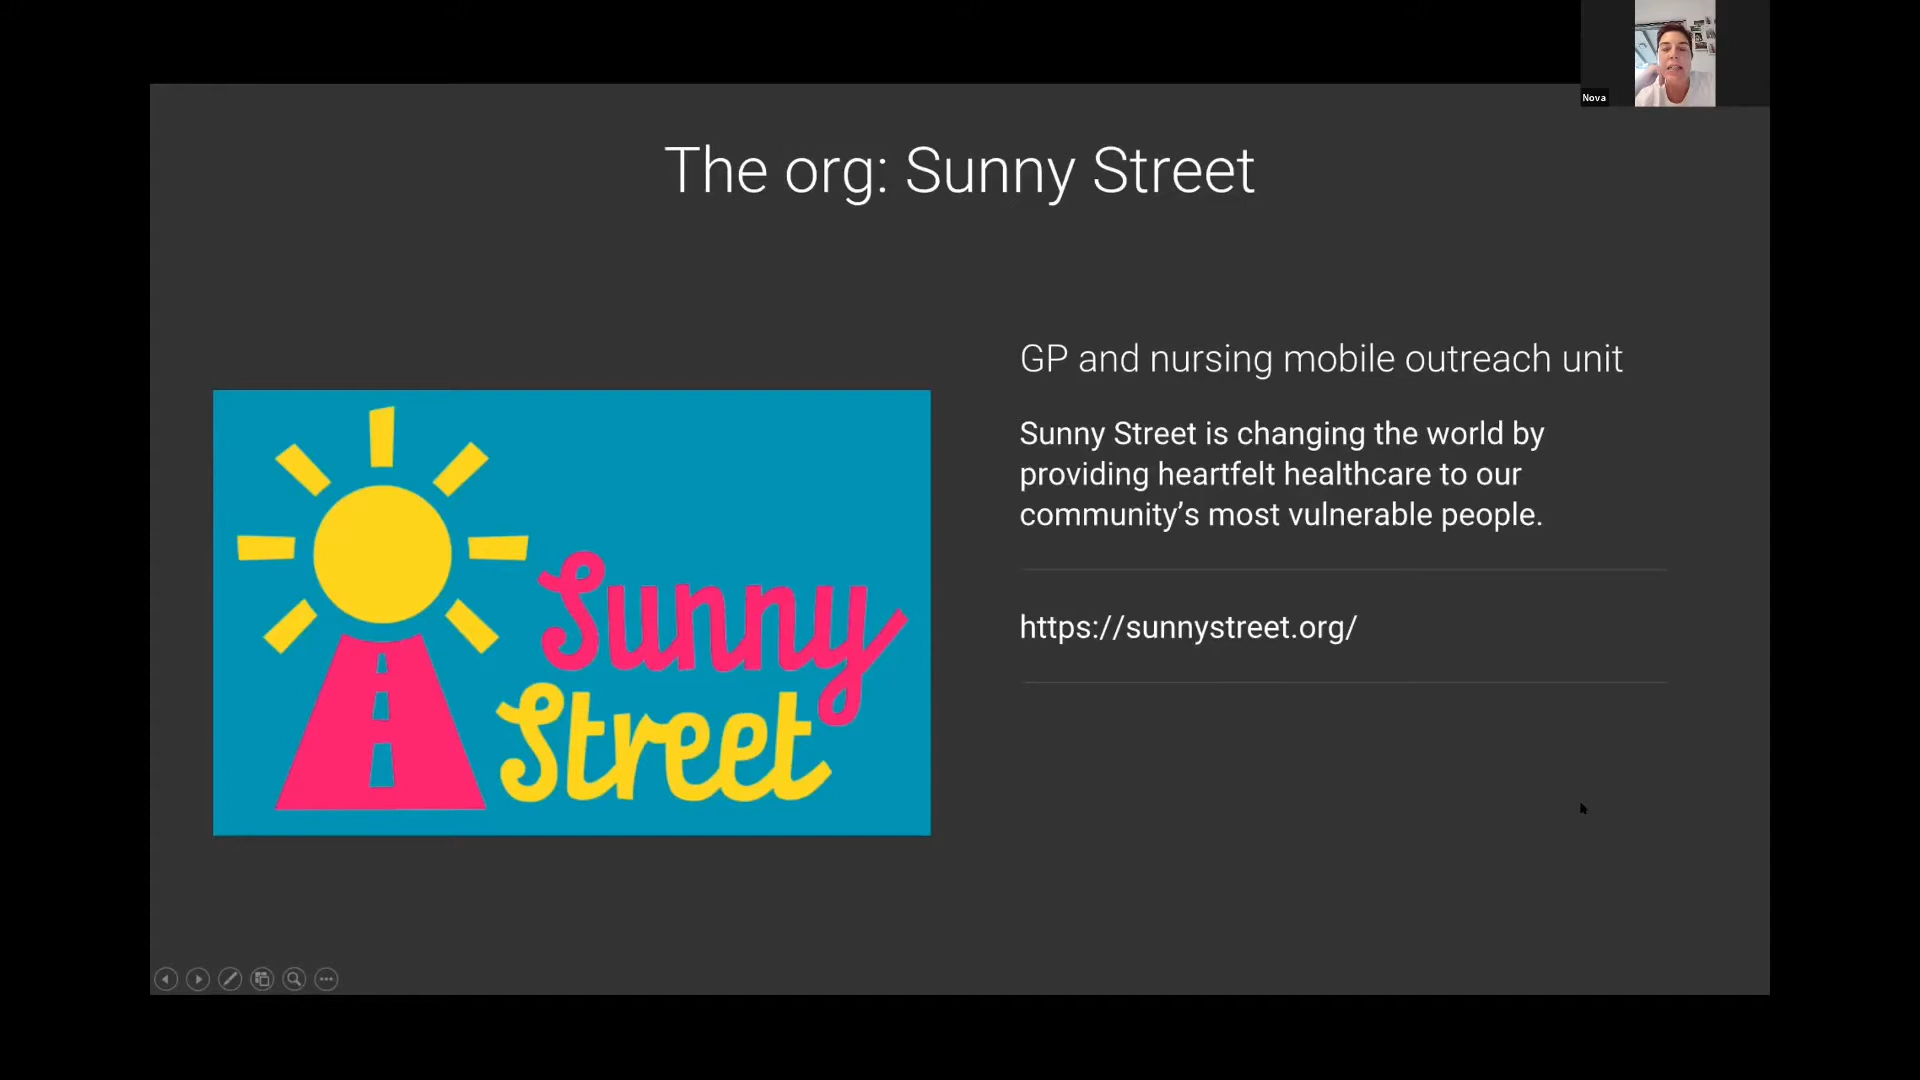 Nova
The org: Sunny Street
GP and nursing mobile outreach unit
Sunny Street is changing the world by
providing heartfelt healthcare to our
community’s most vulnerable people.
https://sunnystreet.org/
Sunny
Street